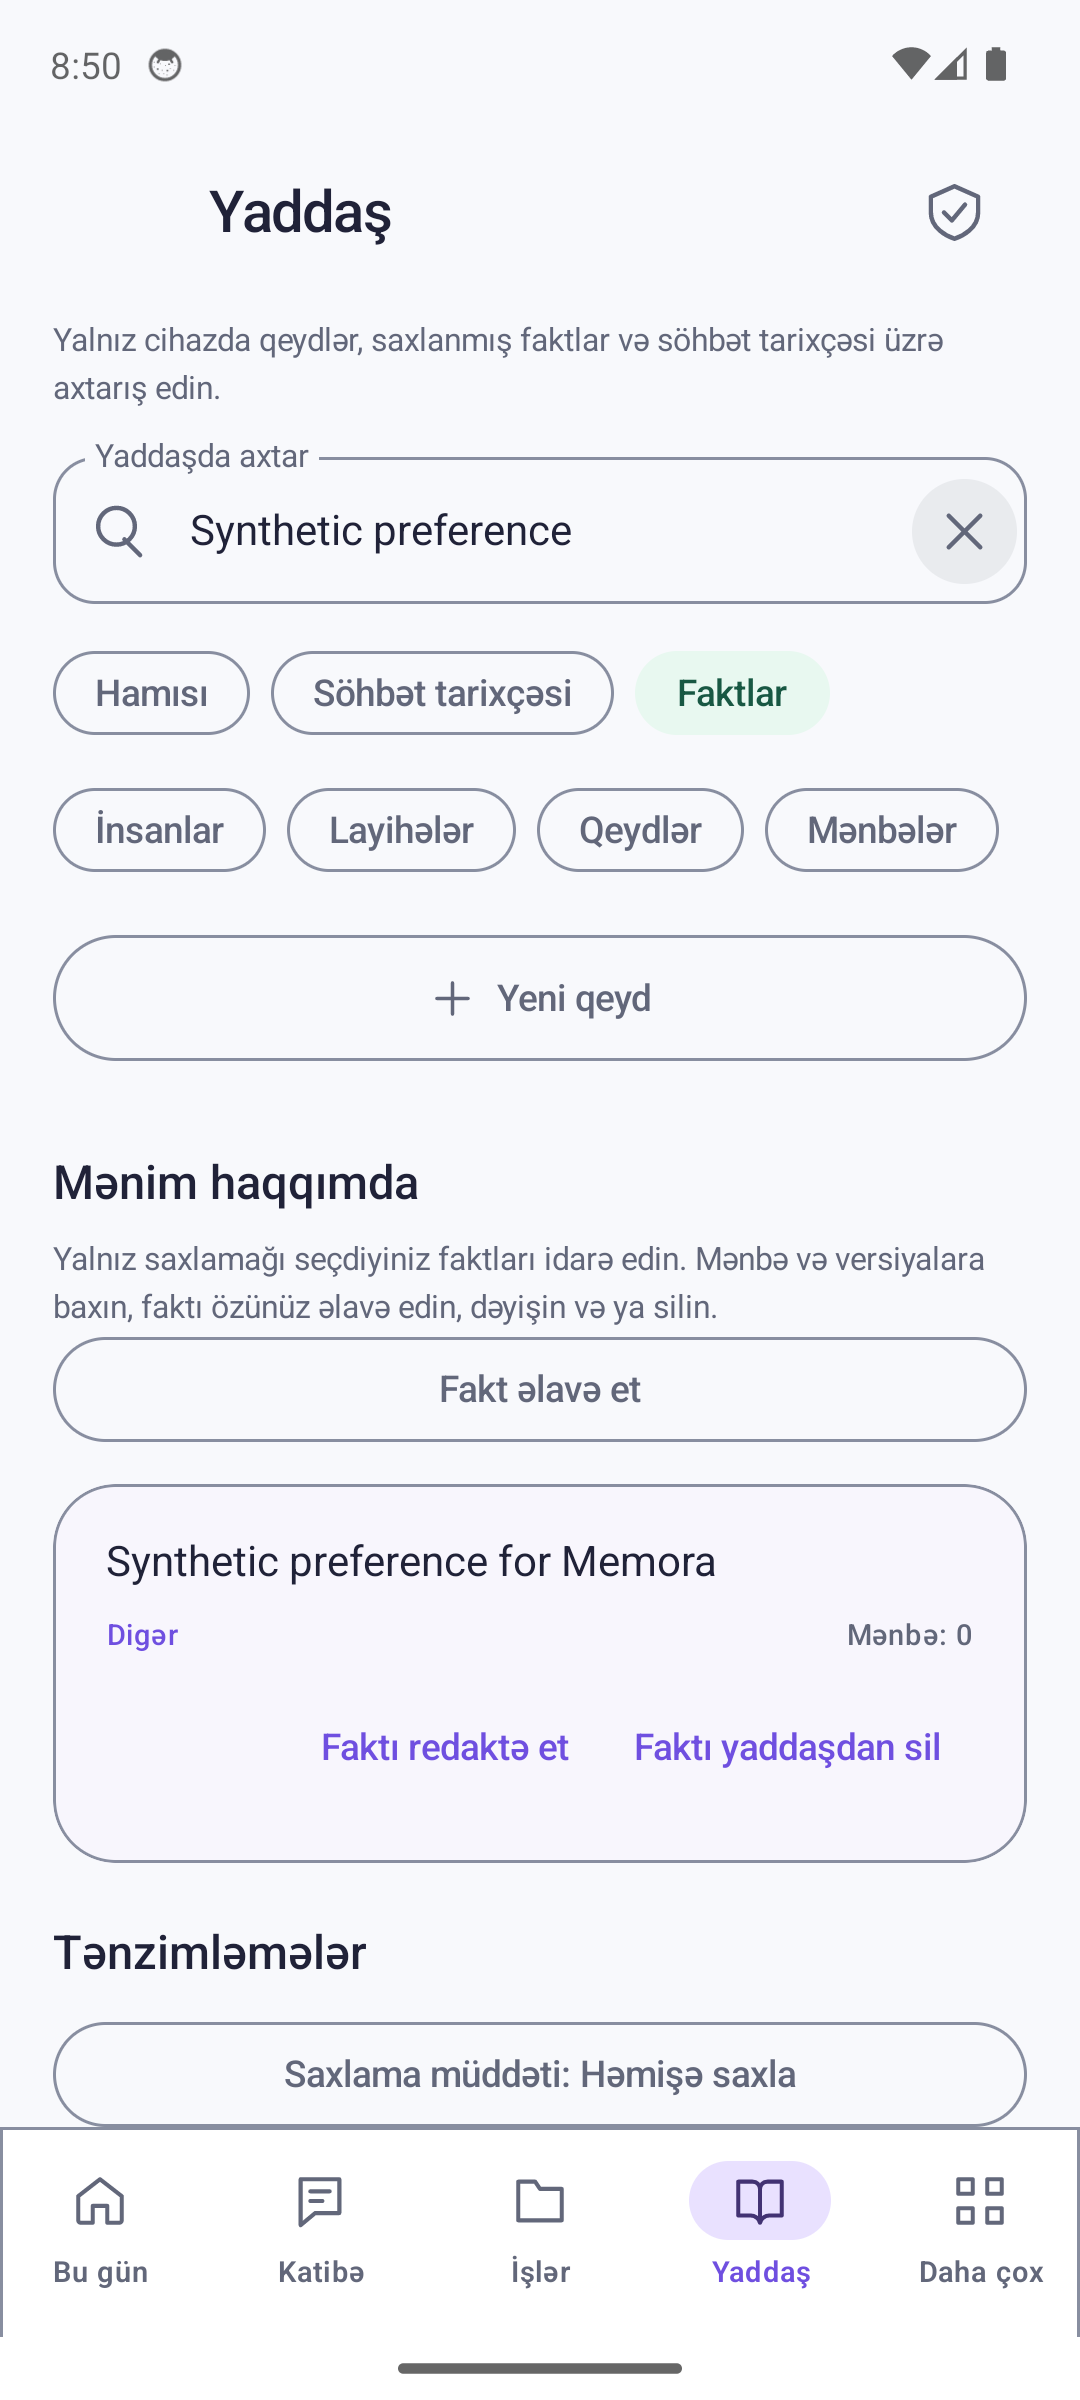 8:50
Yaddaş
Yalnız cihazda qeydlər, saxlanmış faktlar və söhbət tarixçəsi üzrə
axtarış edin.
Yaddaşda axtar
Synthetic preference
Hamısı
Söhbət tarixçəsi
Faktlar
İnsanlar
Layihələr
Qeydlər
Mənbələr
Yeni qeyd
Mənim haqqımda
Yalnız saxlamağı seçdiyiniz faktları idarə edin. Mənbə və versiyalara
baxın, faktı özünüz əlavə edin, dəyişin və ya silin.
Fakt əlavə et
Synthetic preference for Memora
Digər
Mənbə: 0
Faktı redaktə et
Faktı yaddaşdan sil
Tənzimləmələr
Saxlama müddəti: Həmişə saxla
Bu gün
Katibə
İşlər
Yaddaş
Daha çox